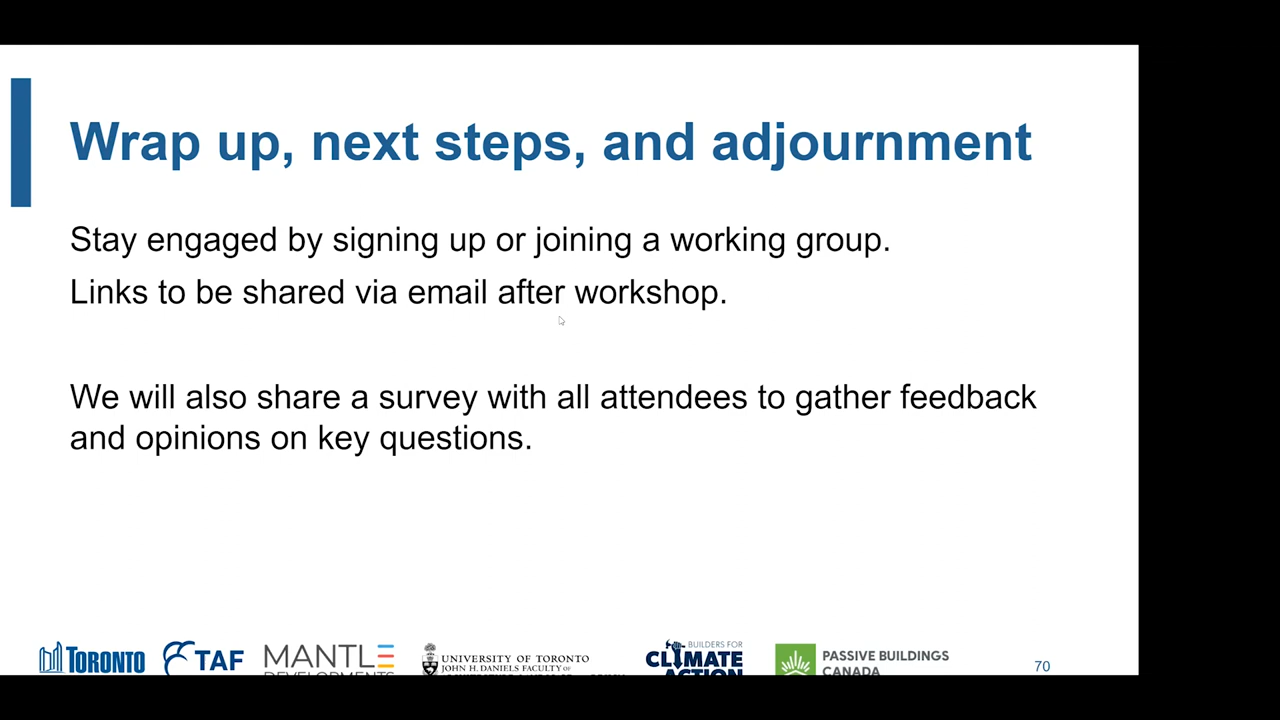 Wrap up, next steps, and adjournment
Stay engaged by signing up or joining a working group.
Links to be shared via email after workshop.
We will also share a survey with all attendees to gather feedback
and opinions on key questions.
TORONTO
TAF
MANTLE
DEVELOPMENTS
UNIVERSITY OF TORONTO
JOHN H. DANIELS FACULTY OF
BUILDERS FOR
CLIMATE
ACTION
PASSIVE BUILDINGS
CANADA
70